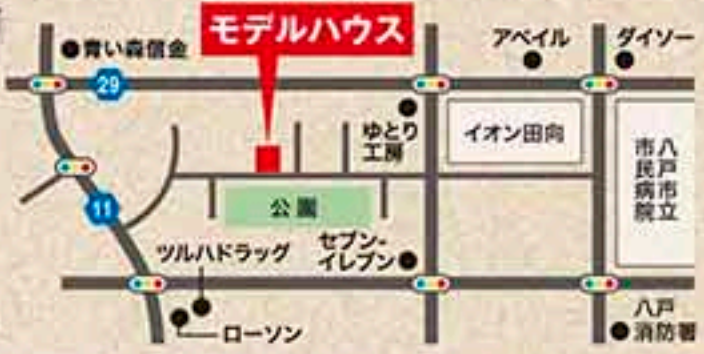 モデルハウス
青い森信金
アベイル
ダイソー
29
ゆとり
工房
イオン田向
八戸市立
市民病院
11
公園
ツルハドラッグ
セブン-
イレブン
ローソン
八戸
消防署